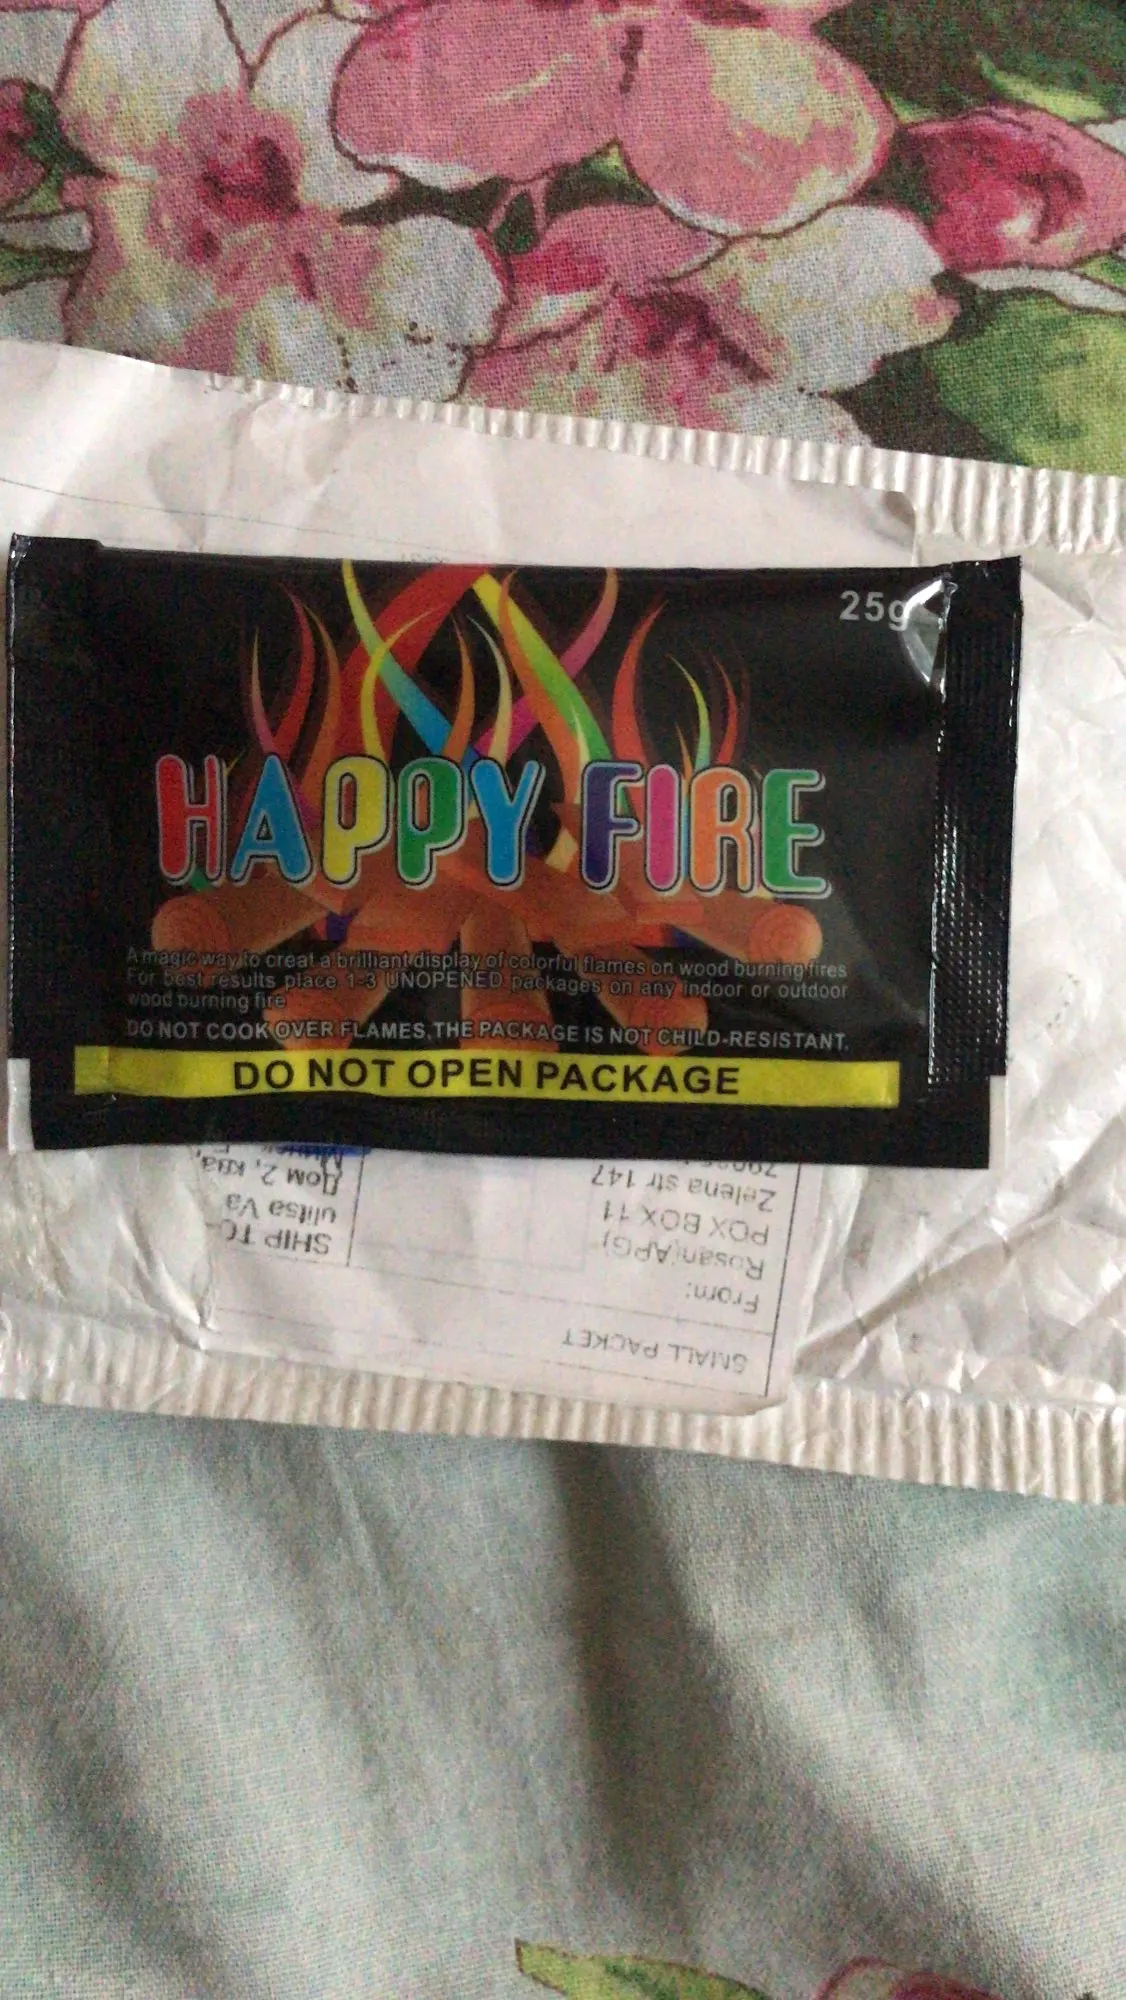 25g
HAPPY FIRE
A magic way to creat a brilliant display of colorful flames on wood burning fires
For best results place 1-3 UNOPENED packages on any indoor or outdoor
wood burning fire
DO NOT COOK OVER FLAMES,THE PACKAGE IS NOT CHILD-RESISTANT.
DO NOT OPEN PACKAGE
SMALL PACKET
From:
Rosan(APG)
POX BOX 11
Zelena str 147
SHIP TO
ulitsa Va
Дом 2, ква,